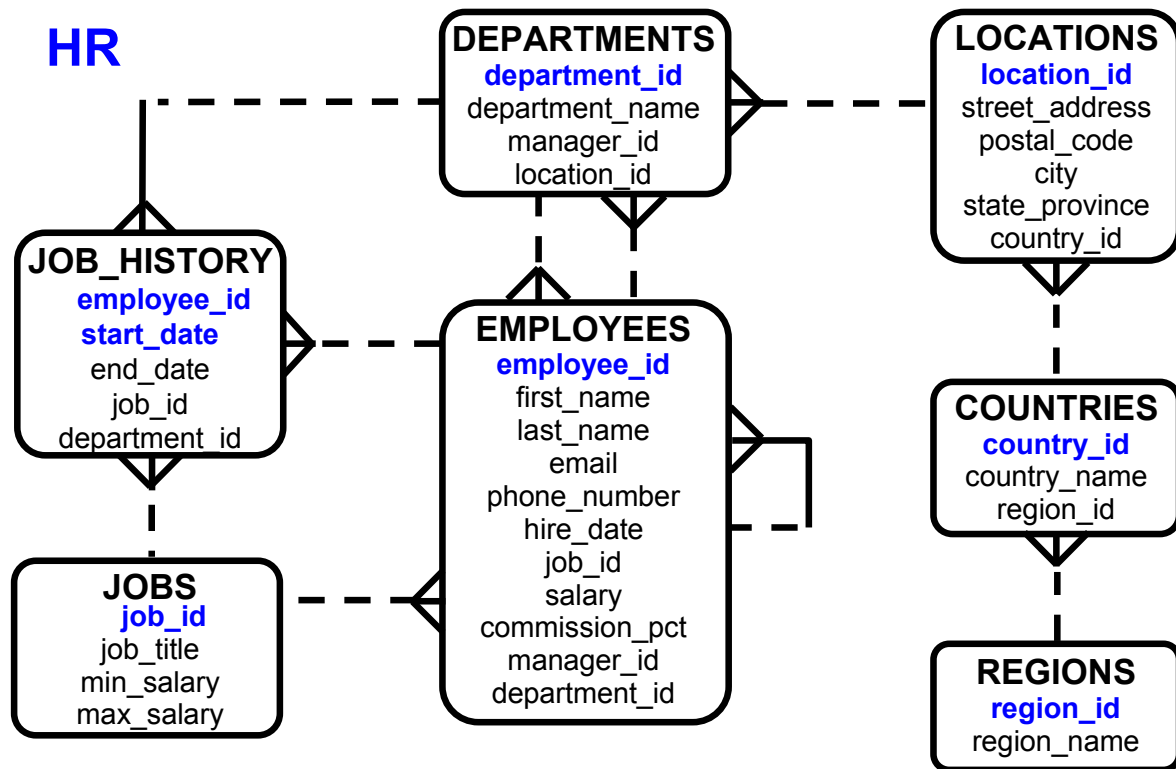 HR
DEPARTMENTS
department_id
department_name
manager_id
location_id
LOCATIONS
location_id
street_address
postal_code
city
state_province
country_id
JOB_HISTORY
employee_id
start_date
end_date
job_id
department_id
EMPLOYEES
employee_id
first_name
last_name
email
phone_number
hire_date
job_id
salary
commission_pct
manager_id
department_id
COUNTRIES
country_id
country_name
region_id
JOBS
job_id
job_title
min_salary
max_salary
REGIONS
region_id
region_name